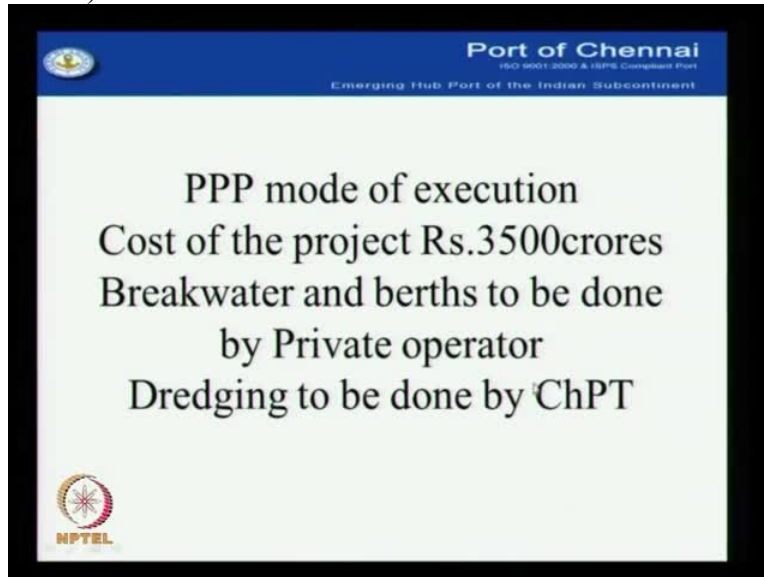 Port of Chennai
ISO 9001:2000 & ISPS Compliant Port
Emerging Hub Port of the Indian Subcontinent
PPP mode of execution
Cost of the project Rs.3500crores
Breakwater and berths to be done
by Private operator
Dredging to be done by ChPT
NPTEL